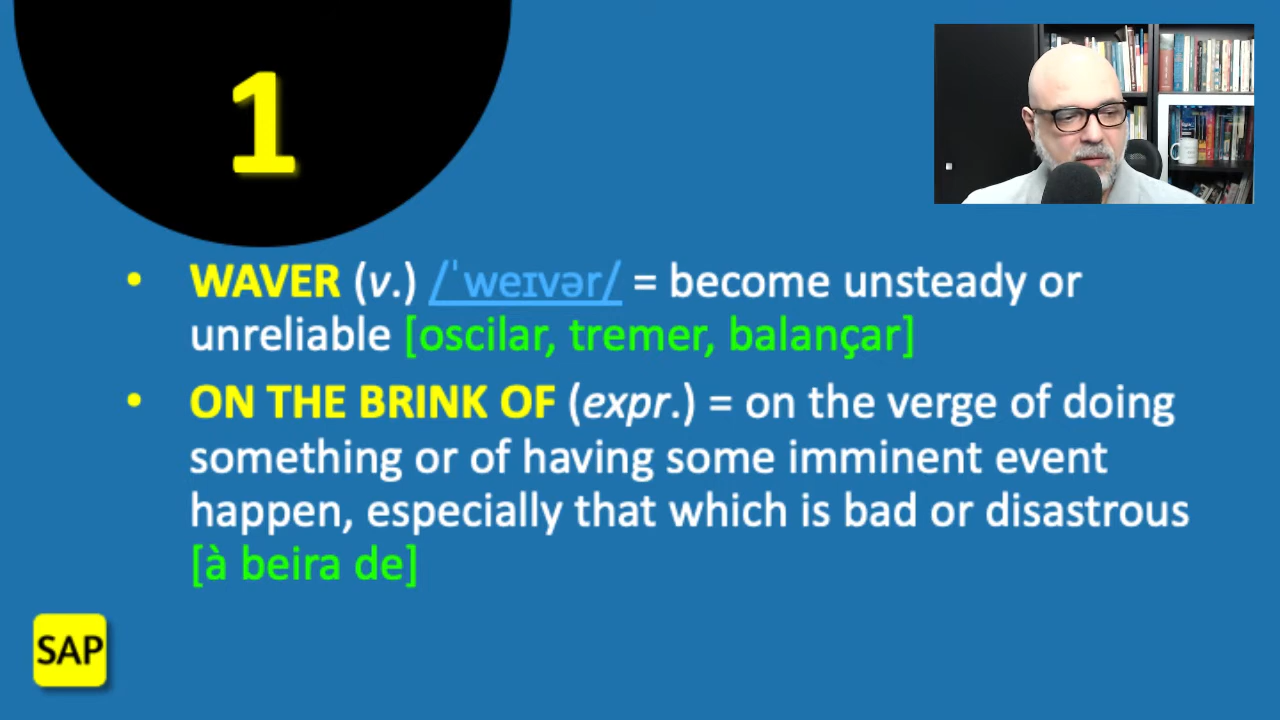 1
• WAVER (v.) /ˈweɪvər/ = become unsteady or
unreliable [oscilar, tremer, balançar]
• ON THE BRINK OF (expr.) = on the verge of doing
something or of having some imminent event
happen, especially that which is bad or disastrous
[à beira de]
SAP